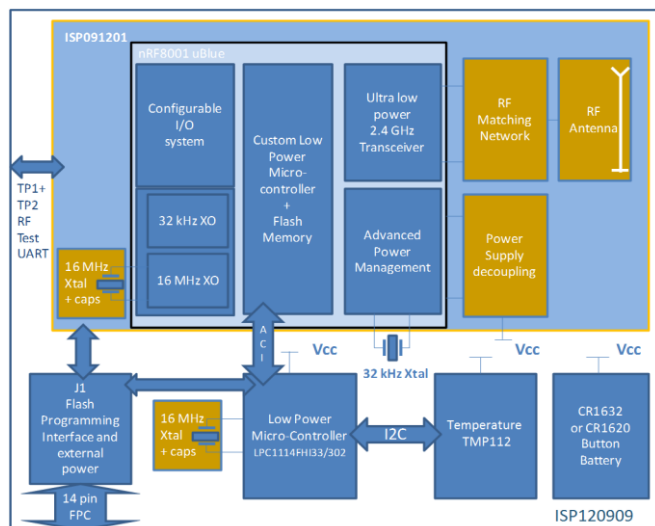 ISP091201
nRF8001 uBlue
Configurable
I/O
system
32 kHz XO
16 MHz XO
Custom Low
Power
Micro-
controller
+
Flash
Memory
Ultra low
power
2.4 GHz
Transceiver
Advanced
Power
Management
RF
Matching
Network
RF
Antenna
Power
Supply
decoupling
TP1+
TP2
RF
Test
UART
16 MHz
Xtal
+ caps
A
C
I
Vcc
32 kHz Xtal
Vcc
Vcc
J1
Flash
Programming
Interface and
external
power
14 pin
FPC
16 MHz
Xtal
+ caps
Low Power
Micro-Controller
LPC1114FHI33/302
I2C
Temperature
TMP112
CR1632
or CR1620
Button
Battery
ISP120909